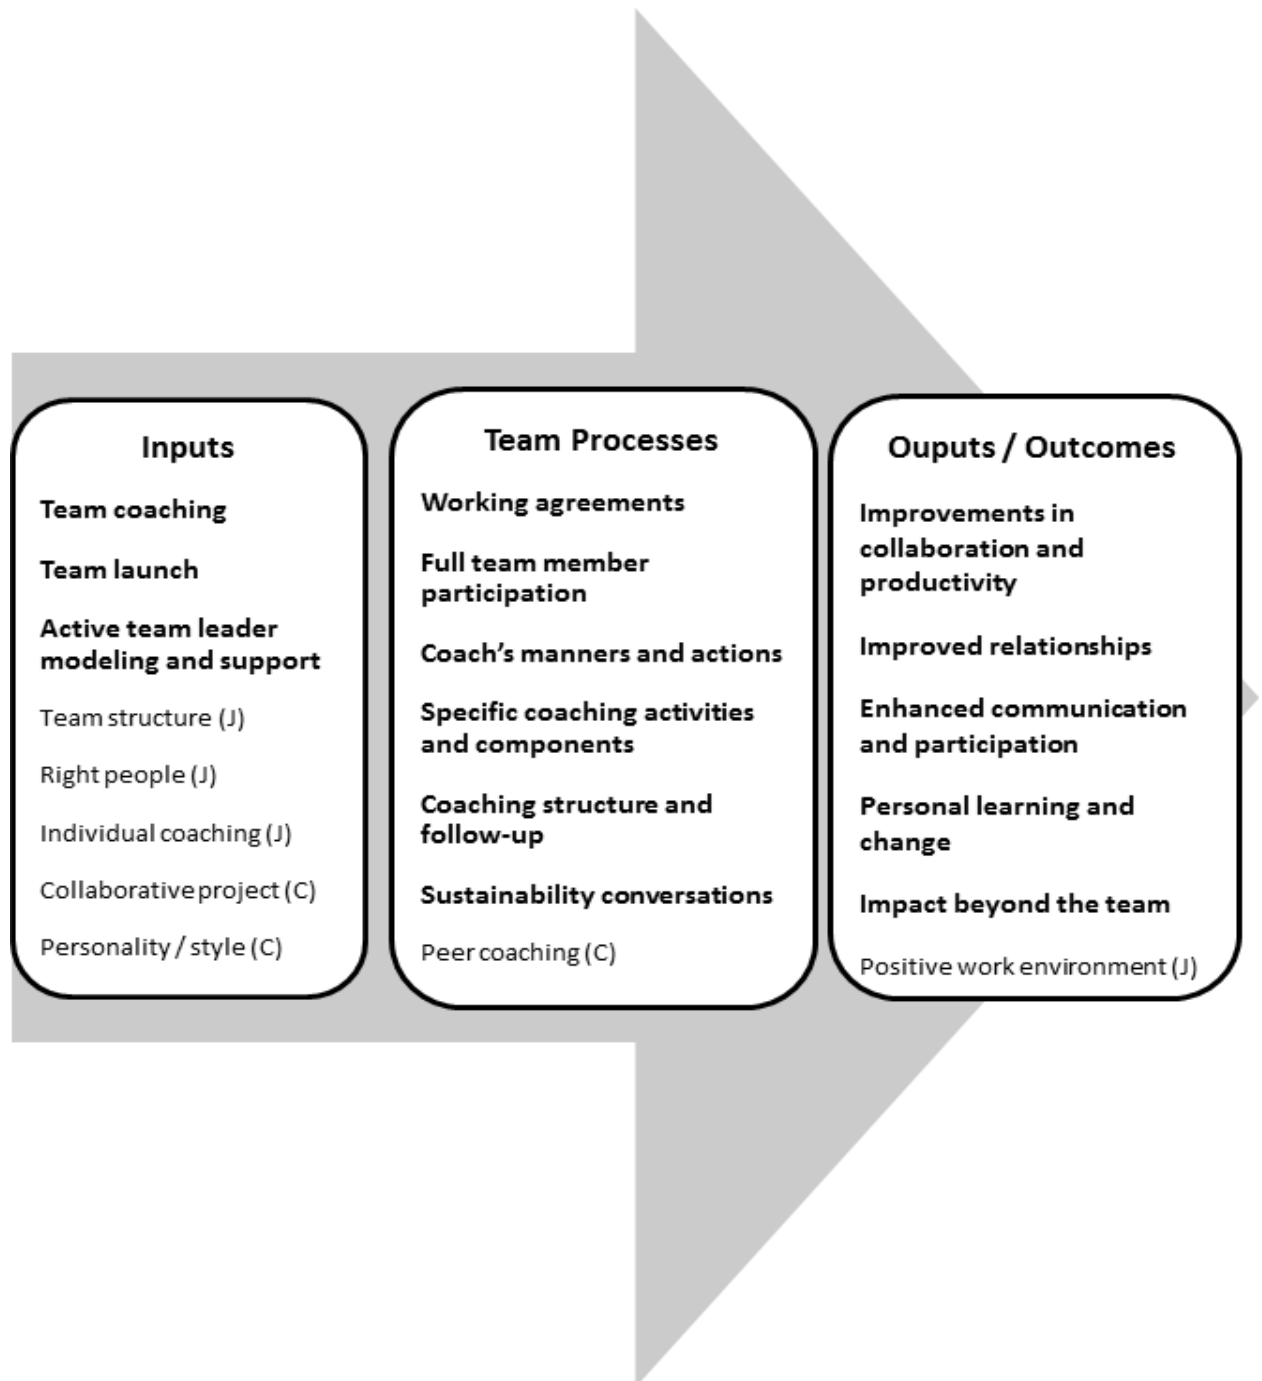 Inputs
Team coaching
Team launch
Active team leader
modeling and support
Team structure (J)
Right people (J)
Individual coaching (J)
Collaborative project (C)
Personality / style (C)
Team Processes
Working agreements
Full team member
participation
Coach's manners and actions
Specific coaching activities
and components
Coaching structure and
follow-up
Sustainability conversations
Peer coaching (C)
Ouputs / Outcomes
Improvements in
collaboration and
productivity
Improved relationships
Enhanced communication
and participation
Personal learning and
change
Impact beyond the team
Positive work environment (J)